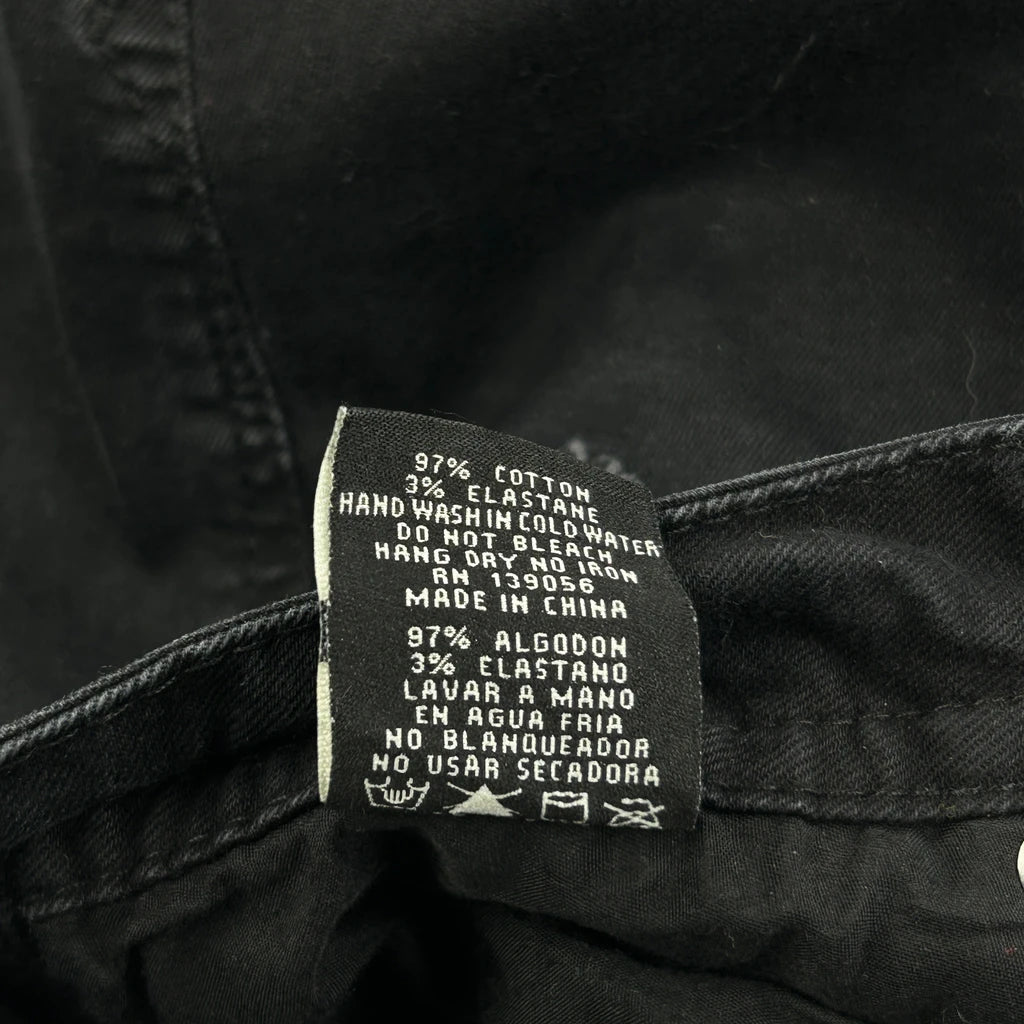 97% COTTON
3% ELASTANE
HAND WASH IN COLD WATER
DO NOT BLEACH
HANG DRY NO IRON
RN 139056
MADE IN CHINA
97% ALGODON
3% ELASTANO
LAVAR A MANO
EN AGUA FRIA
NO BLANQUEADOR
NO USAR SECADORA